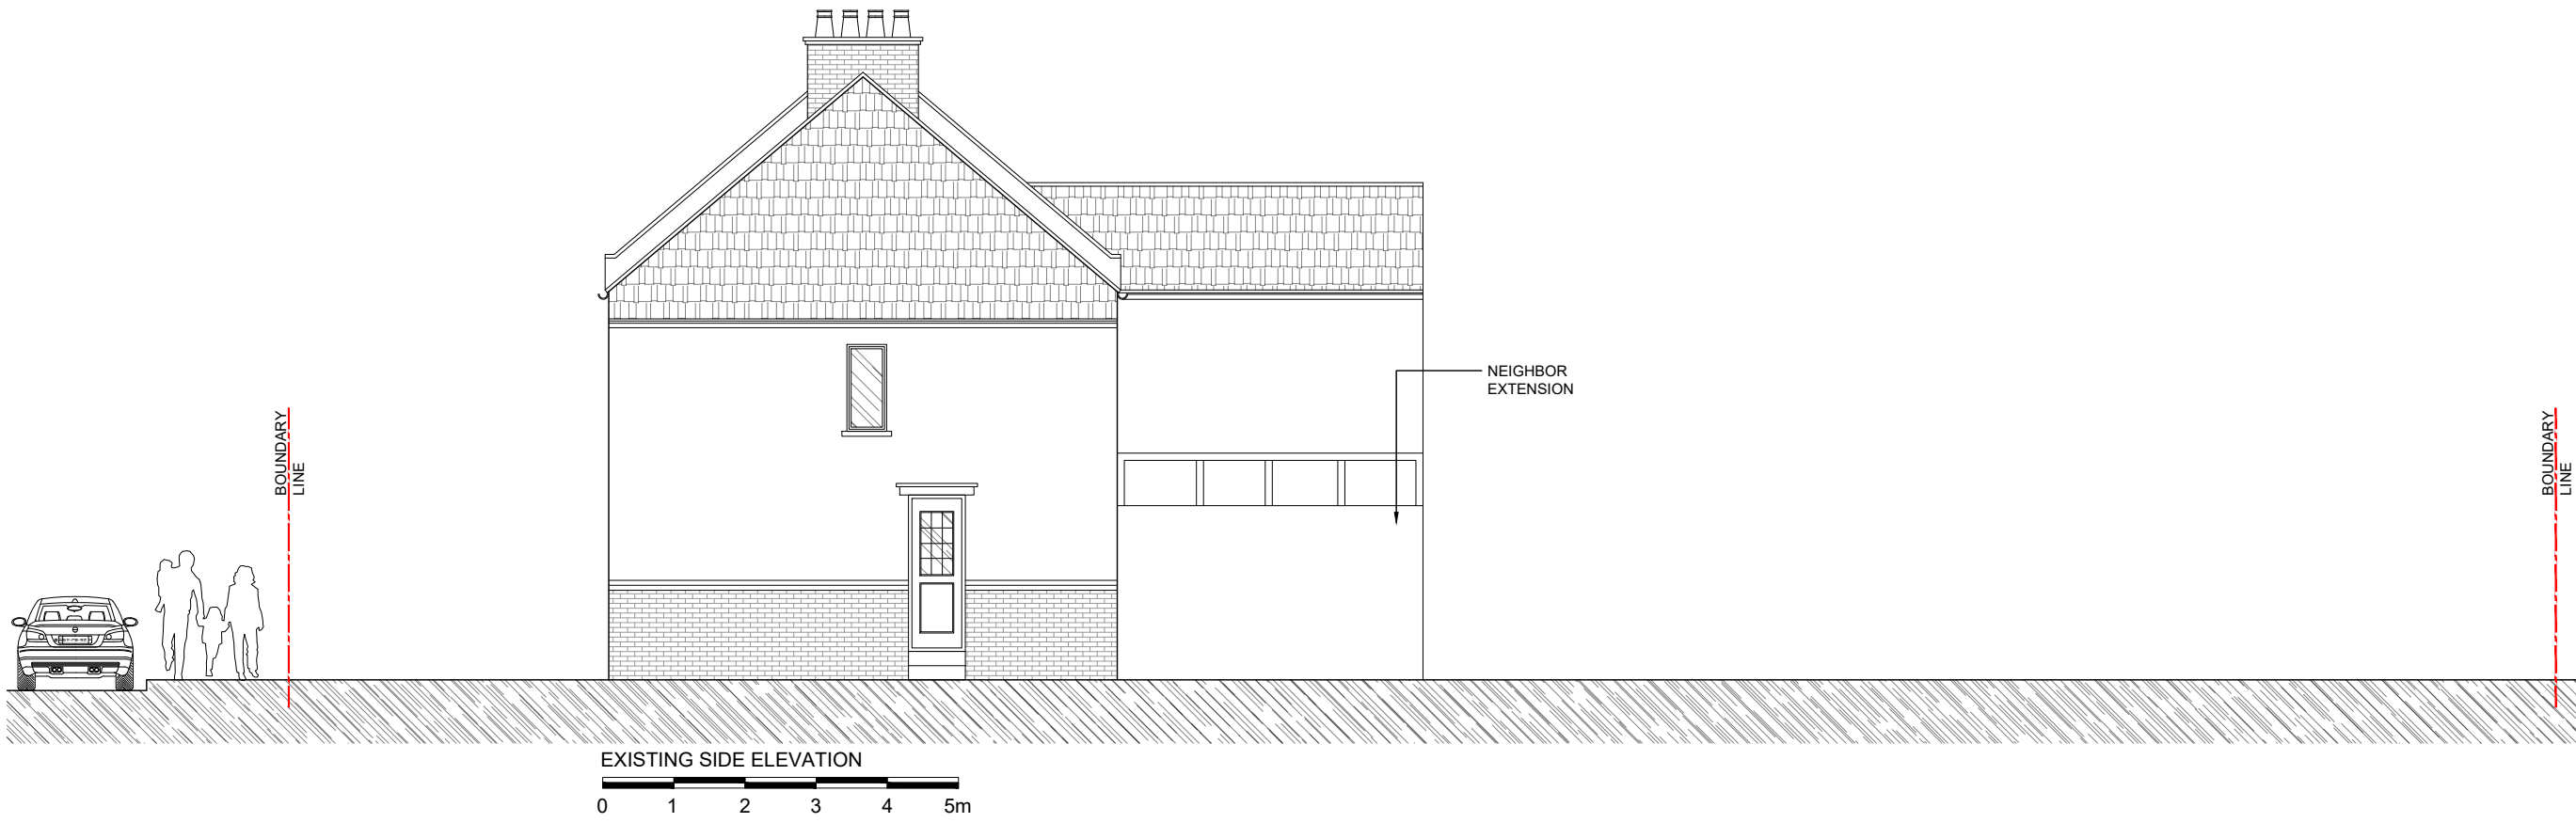 NEIGHBOR
EXTENSION
BOUNDARY
LINE
BOUNDARY
LINE
EXISTING SIDE ELEVATION
0 1 2 3 4 5m